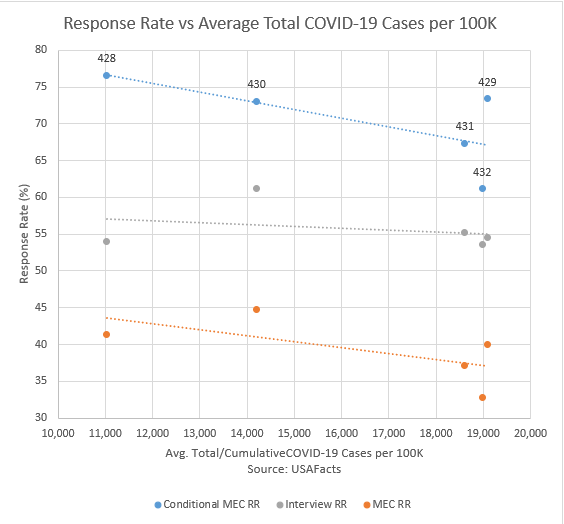 Response Rate vs Average Total COVID-19 Cases per 100K
80
75
70
65
60
55
50
45
40
35
30
Response Rate (%)
428
430
431
429
432
10,000 11,000 12,000 13,000 14,000 15,000 16,000 17,000 18,000 19,000 20,000
Avg. Total/CumulativeCOVID-19 Cases per 100K
Source: USAFacts
Conditional MEC RR Interview RR MEC RR